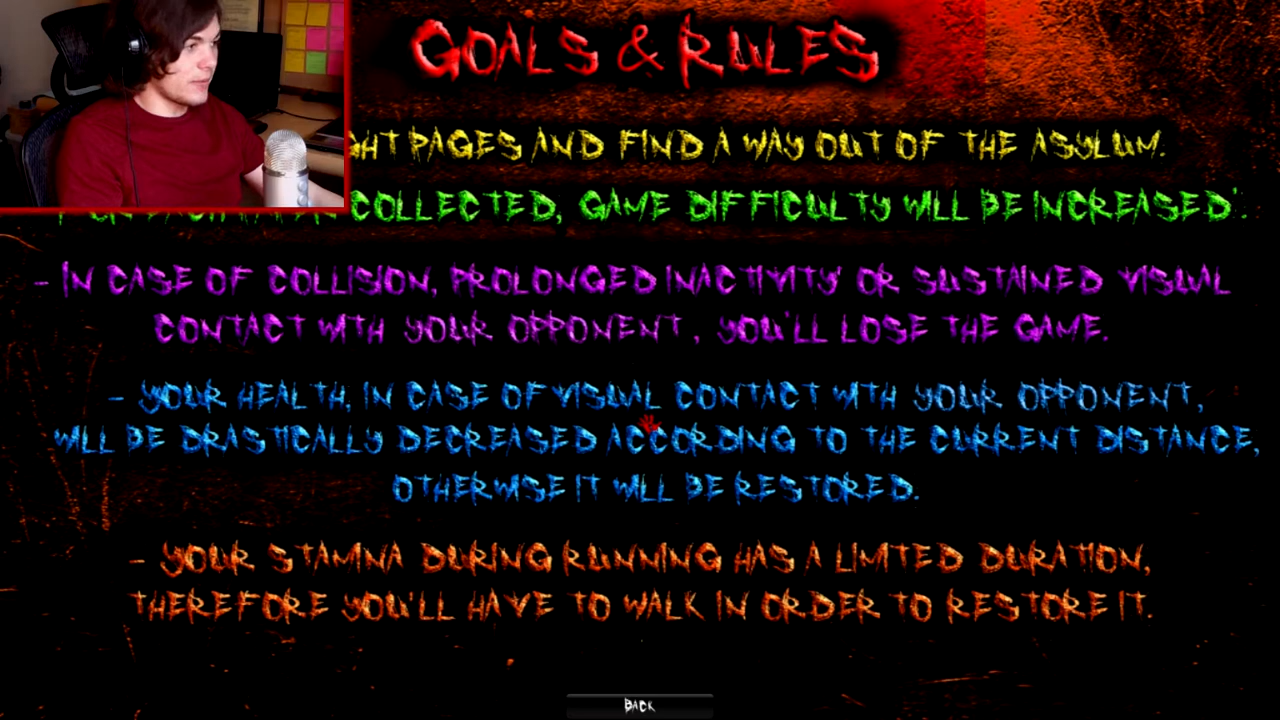 GOALS & RULES
PAGES AND FIND A WAY OUT OF THE ASYLUM.
COLLECTED, GAME DIFFICULTY WILL BE INCREASED'.
- IN CASE OF COLLISION, PROLONGED INACTIVITY OR SUSTAINED VISUAL
CONTACT WITH YOUR OPPONENT, YOU'LL LOSE THE GAME.
- YOUR HEALTH, IN CASE OF VISUAL CONTACT WITH YOUR OPPONENT,
WILL BE DRASTICALLY DECREASED ACCORDING TO THE CURRENT DISTANCE,
OTHERWISE IT WILL BE RESTORED.
- YOUR STAMINA DURING RUNNING HAS A LIMITED DURATION,
THEREFORE YOU'LL HAVE TO WALK IN ORDER TO RESTORE IT.
BACK